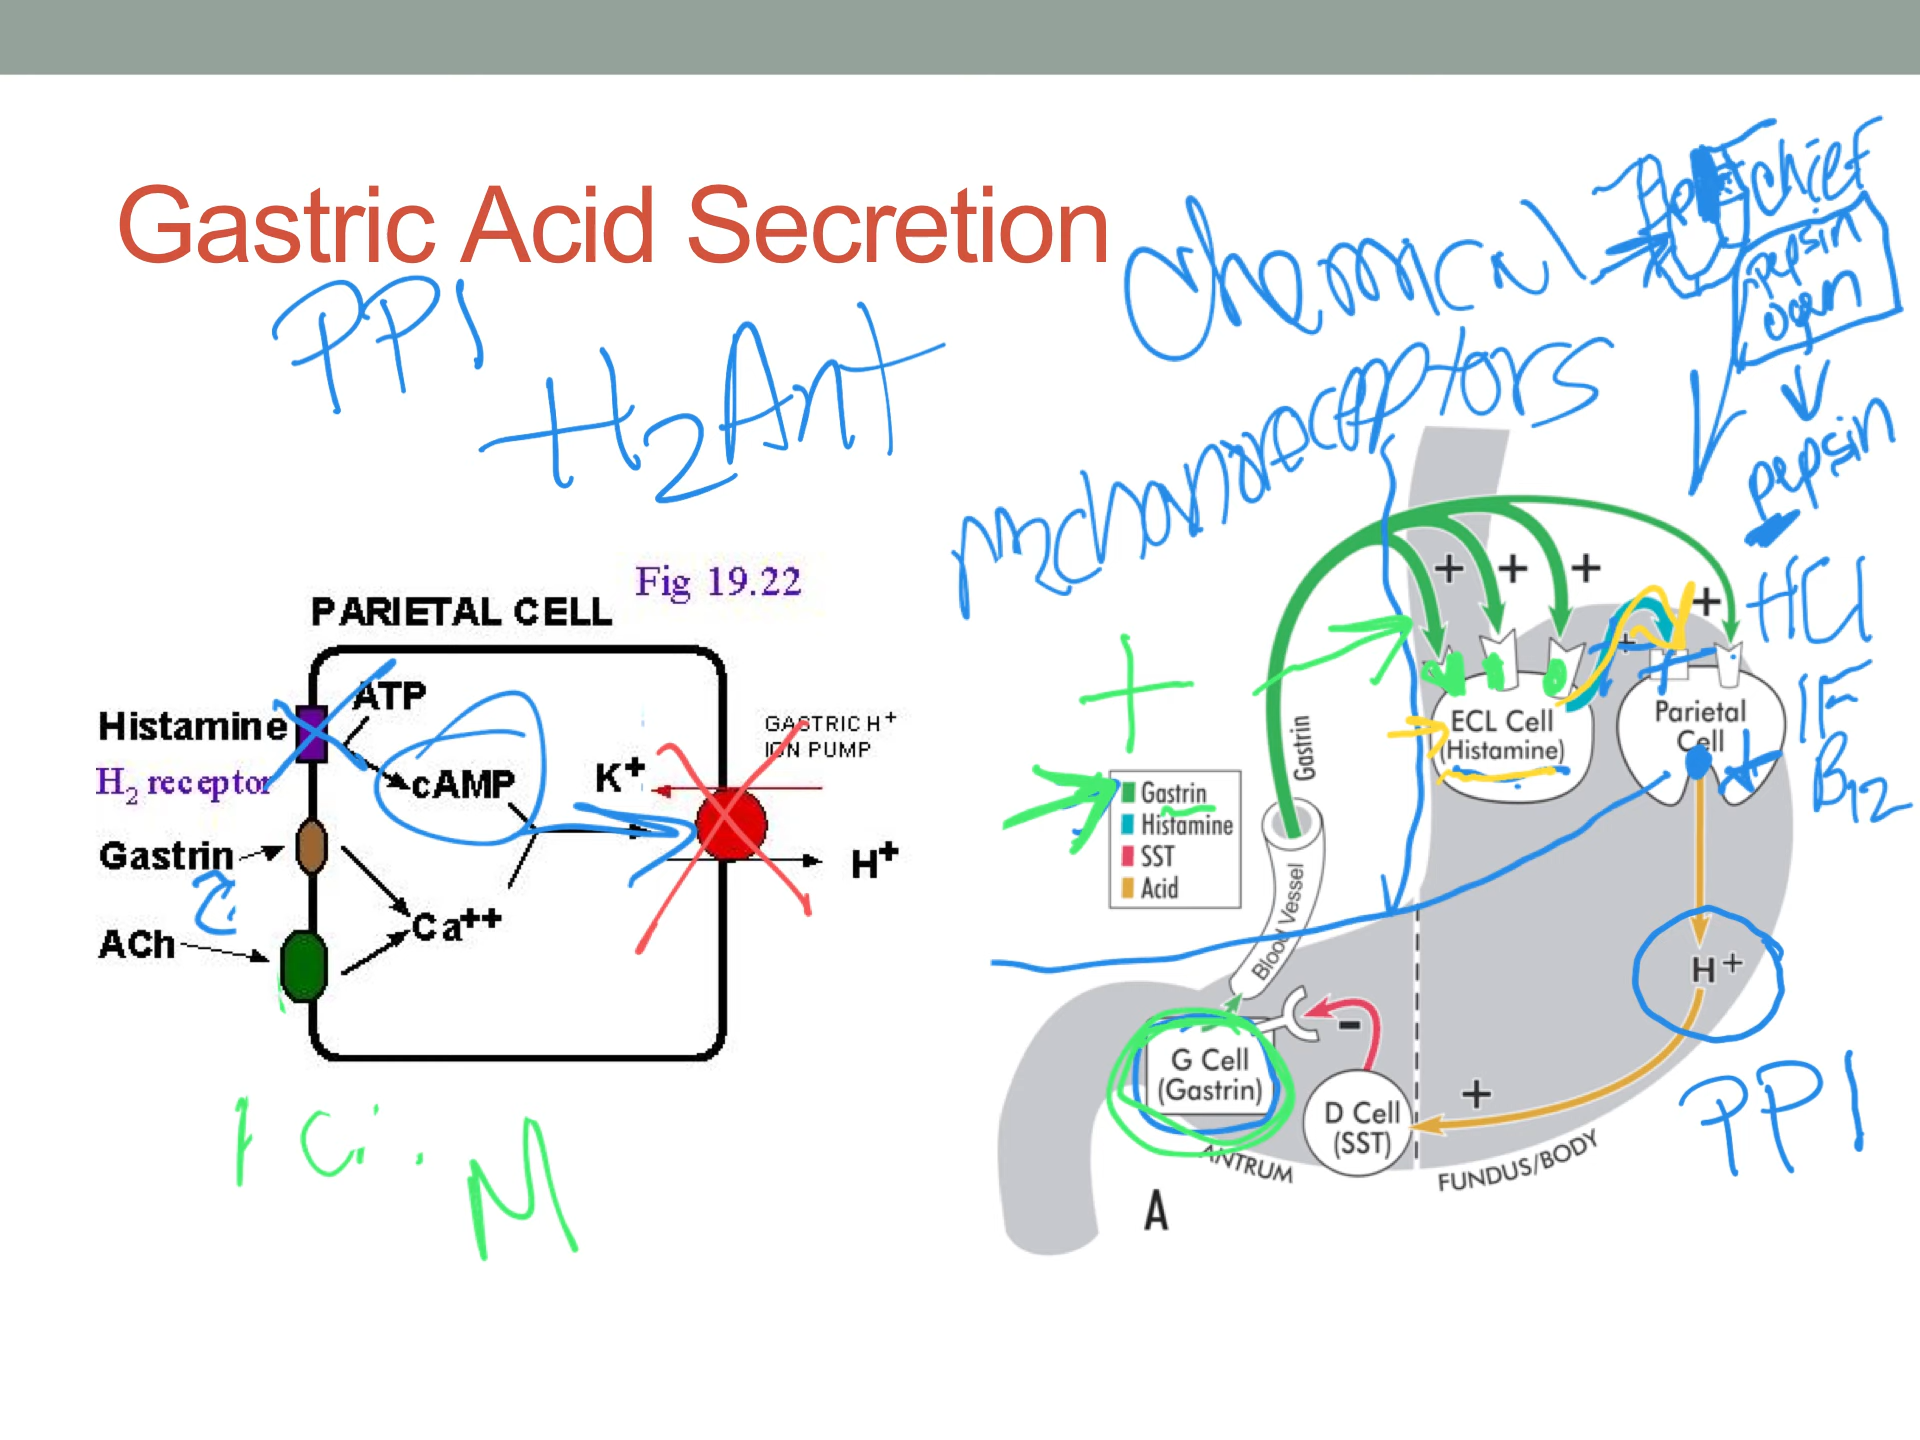 Gastric Acid Secretion
PPI
H2 Ant
Chemical
chief
pepsin
ogen
pepsin
mechanoreceptors
HCl
IF
B12
Fig 19.22
PARIETAL CELL
ATP
Histamine
H2 receptor
cAMP
K+
GASTRIC H+
ION PUMP
Gastrin
H+
ACh
Ca++
M
+
+
+
+
+
+
Gastrin
ECL Cell
(Histamine)
Parietal
Cell
Gastrin
Histamine
SST
Acid
Blood Vessel
H+
G Cell
(Gastrin)
-
D Cell
(SST)
+
ANTRUM
FUNDUS/BODY
PPI
A